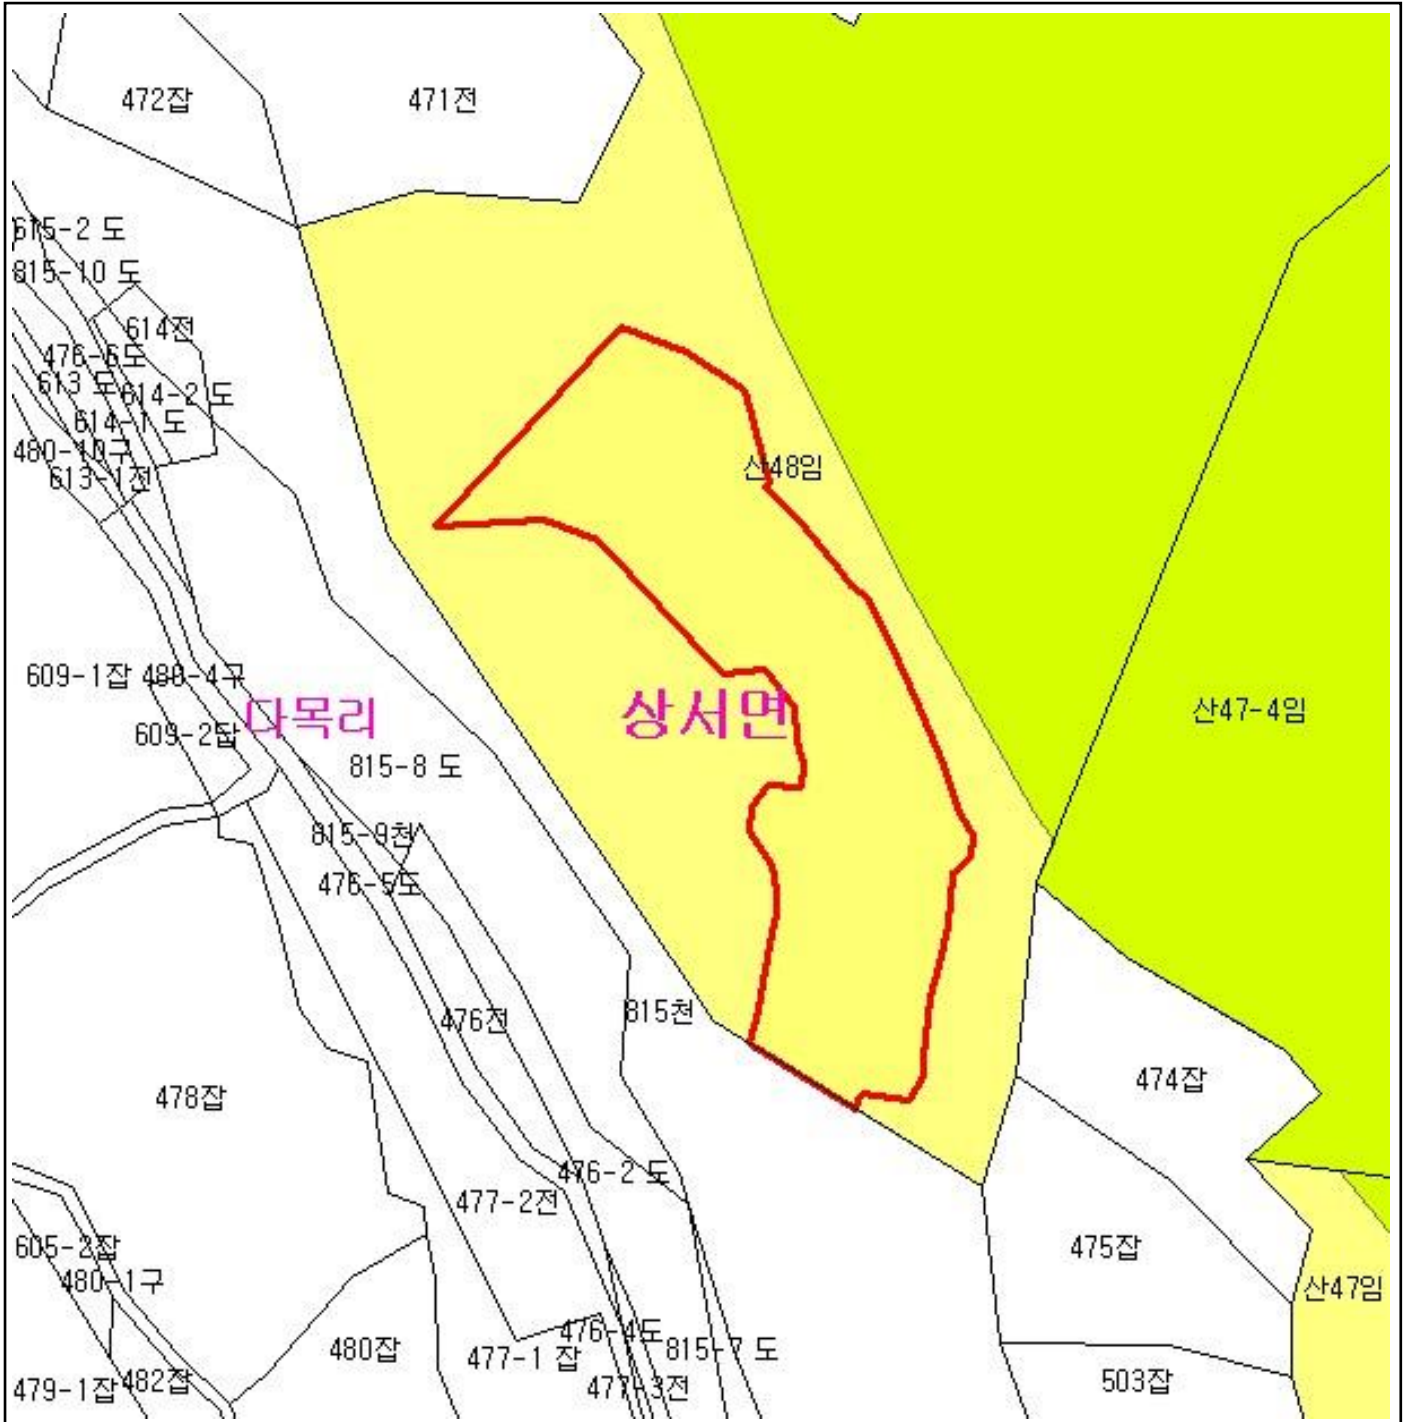 472잡
471전
615-2 도
815-10 도
614전
476-6도
613 도
614-2 도
614-1 도
480-10구
613-1전
산48임
609-1잡
480-4구
다목리
상서면
산47-4임
609-2답
815-8 도
815-9천
476-5도
815천
476전
474잡
478잡
476-2 도
477-2전
605-2잡
475잡
480-1구
산47임
476-4도
480잡
477-1 잡
815-7 도
479-1잡
482잡
477-3전
503잡